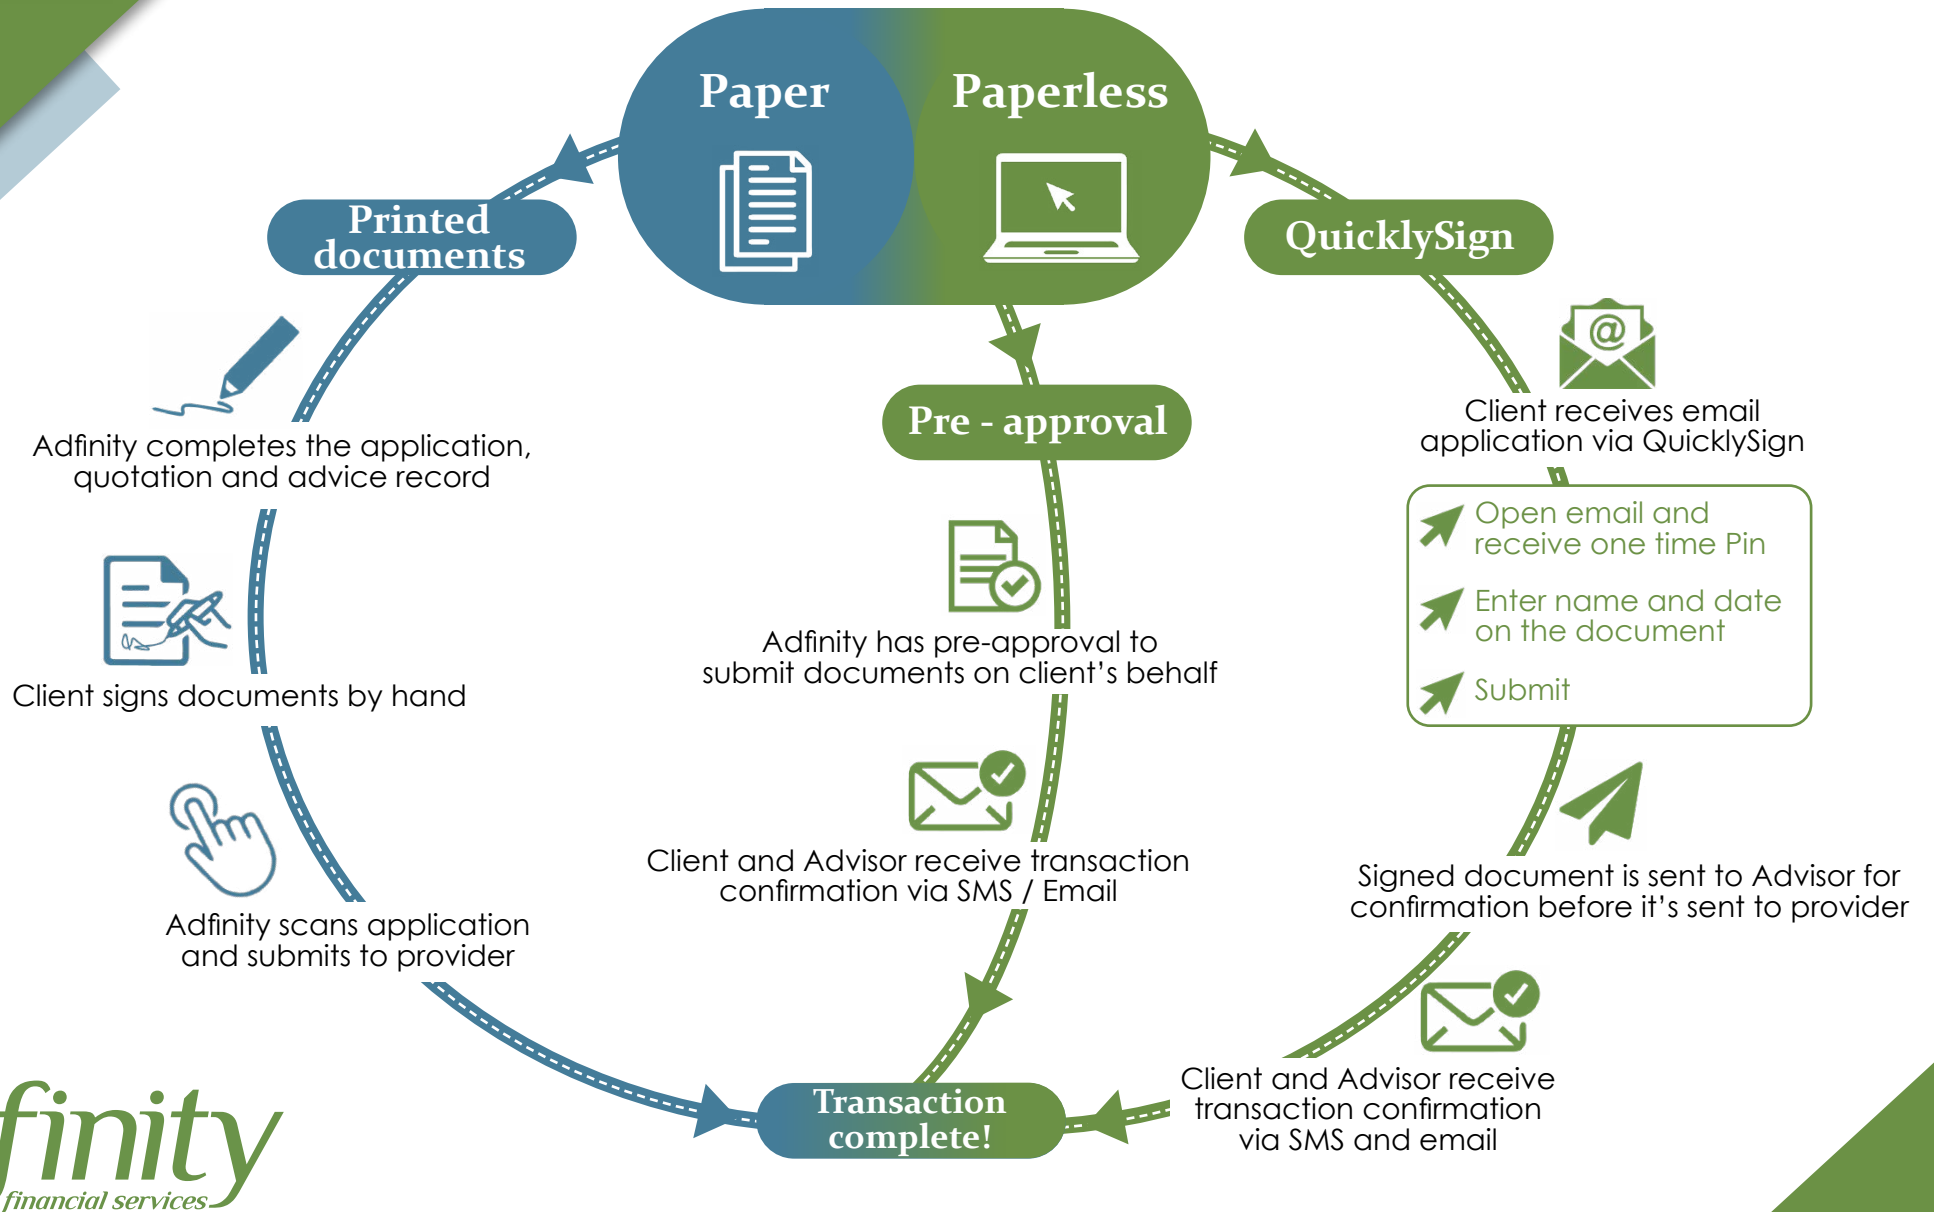 Paper
Paperless
Printed
documents
QuicklySign
Adfinity completes the application,
quotation and advice record
Client signs documents by hand
Adfinity scans application
and submits to provider
Pre - approval
Adfinity has pre-approval to
submit documents on client's behalf
Client and Advisor receive transaction
confirmation via SMS / Email
Client receives email
application via QuicklySign
Open email and
receive one time Pin
Enter name and date
on the document
Submit
Signed document is sent to Advisor for
confirmation before it's sent to provider
Client and Advisor receive
transaction confirmation
via SMS and email
Transaction
complete!
finity
financial services